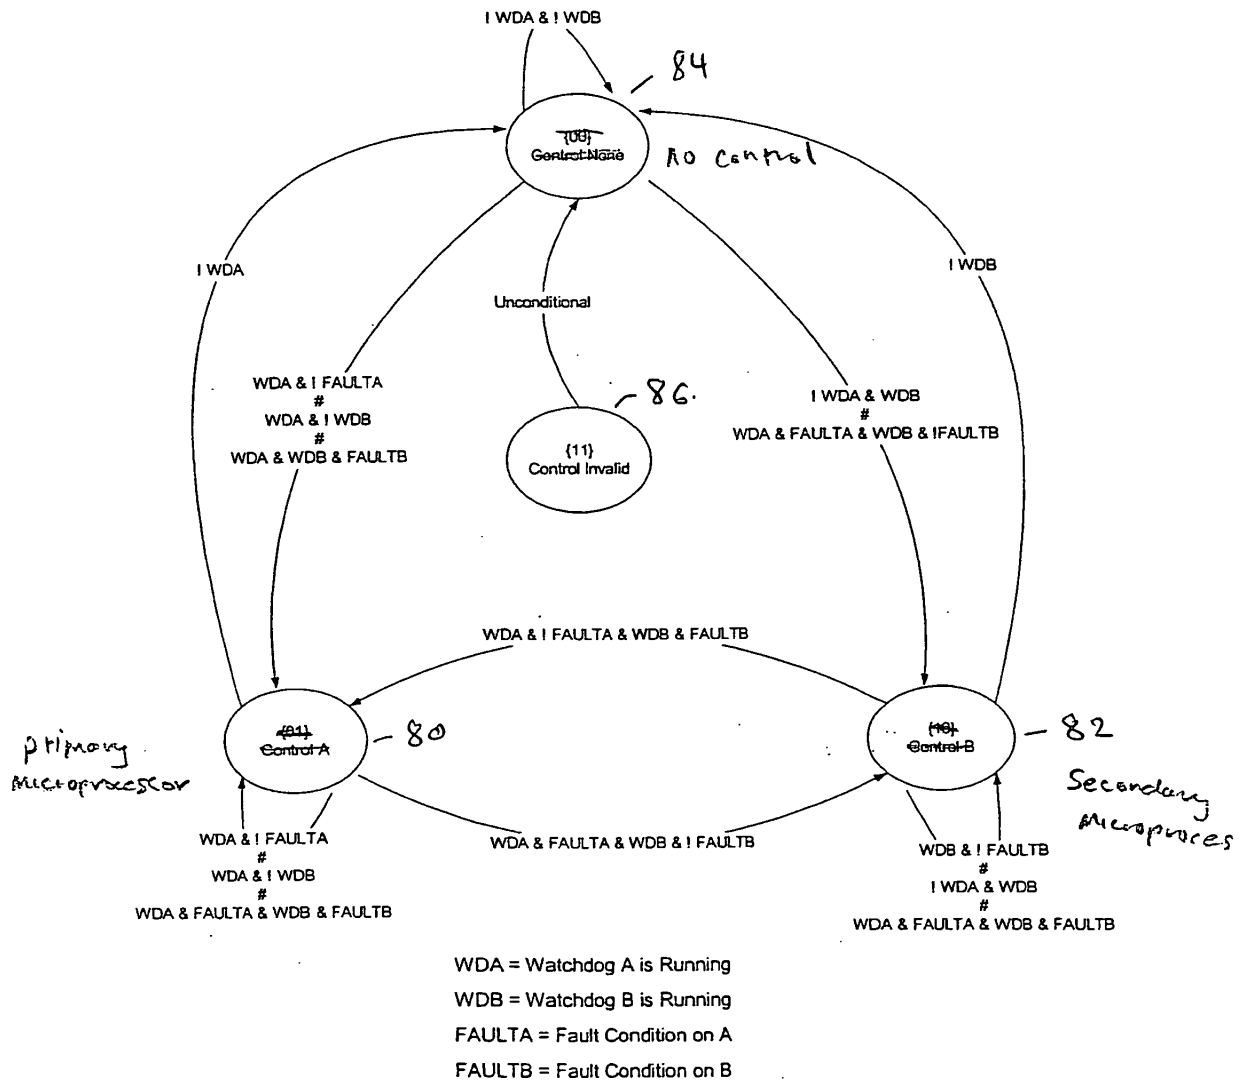 ! WDA & ! WDB
84
{00}
Control None
no control
! WDA
! WDB
Unconditional
WDA & ! FAULTA
#
WDA & ! WDB
#
WDA & WDB & FAULTB
86.
! WDA & WDB
#
WDA & FAULTA & WDB & !FAULTB
{11}
Control Invalid
WDA & ! FAULTA & WDB & FAULTB
{01}
Control A
80
primary
microprocessor
{10}
Control B
82
Secondary
microproces
WDA & ! FAULTA
#
WDA & ! WDB
#
WDA & FAULTA & WDB & FAULTB
WDA & FAULTA & WDB & ! FAULTB
WDB & ! FAULTB
#
! WDA & WDB
#
WDA & FAULTA & WDB & FAULTB
WDA = Watchdog A is Running
WDB = Watchdog B is Running
FAULTA = Fault Condition on A
FAULTB = Fault Condition on B